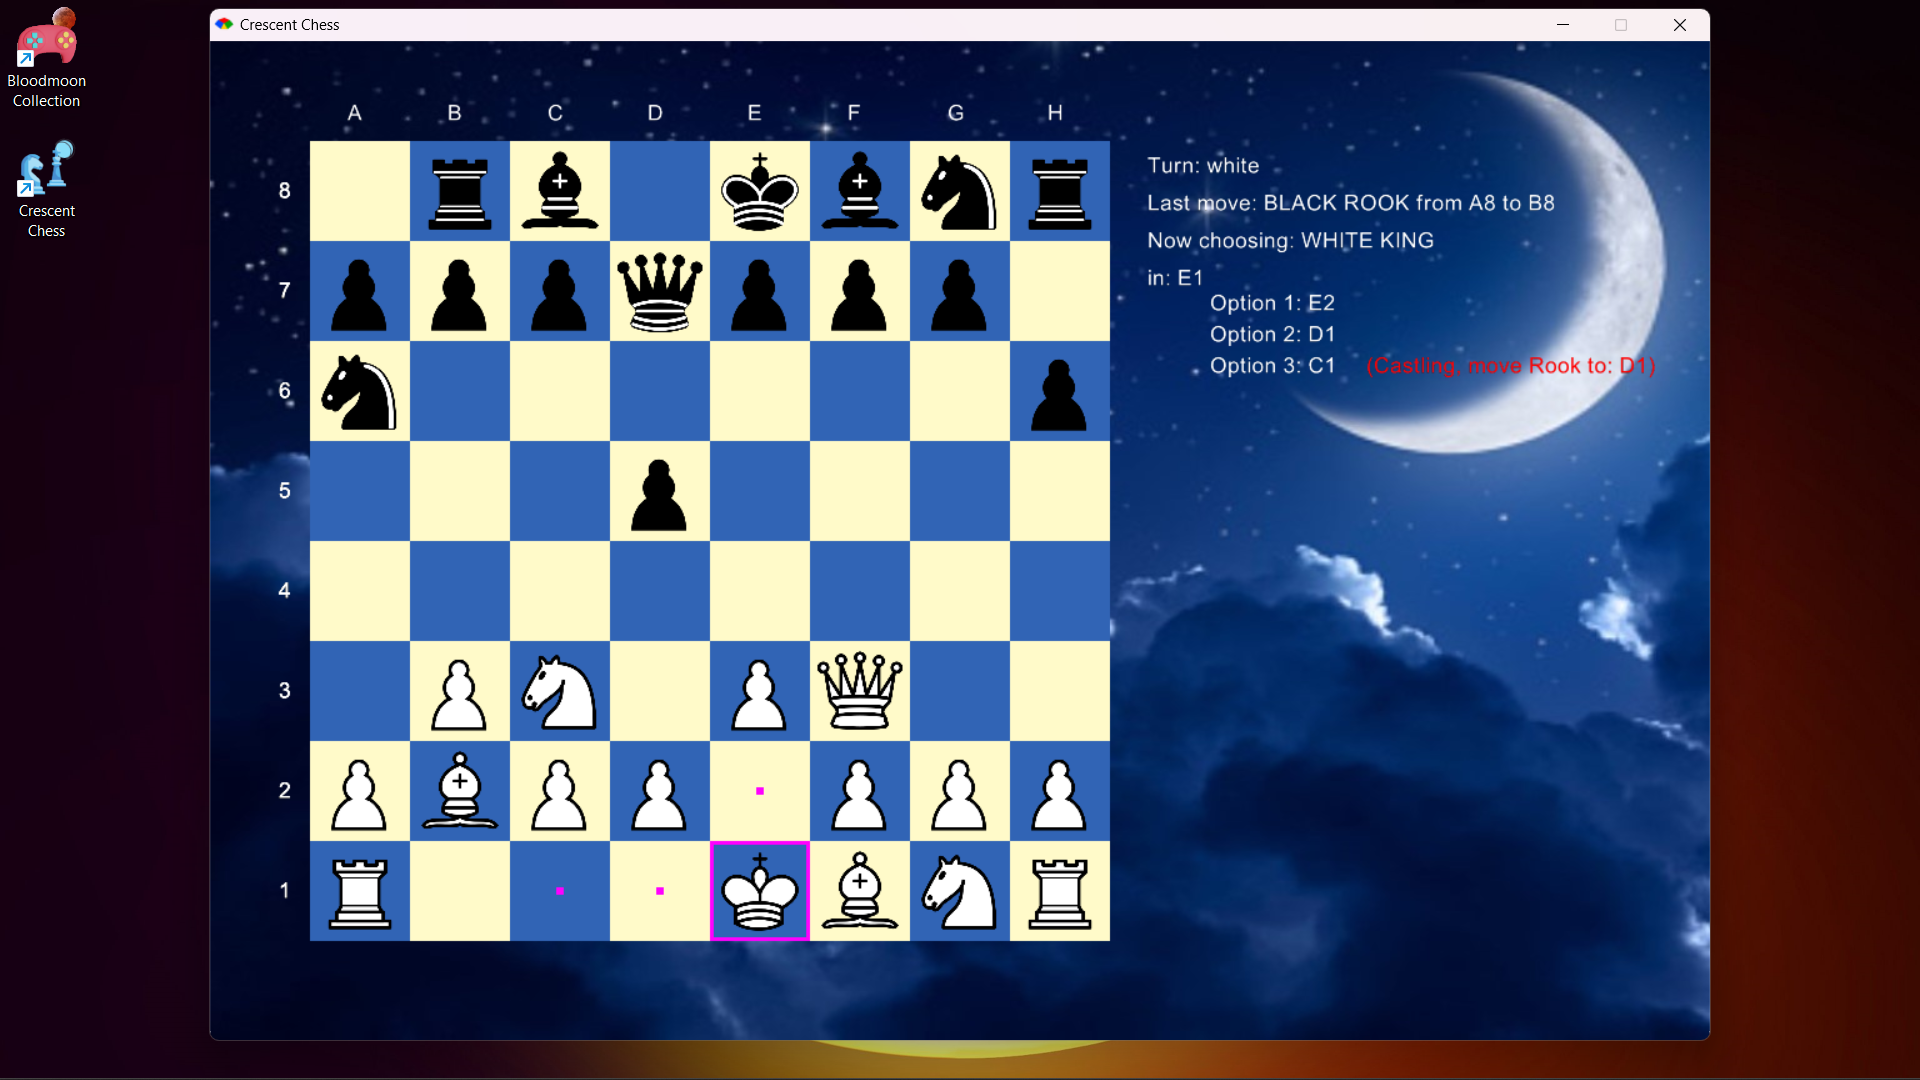 Bloodmoon
Collection
Crescent
Chess
Crescent Chess
A B C D E F G H
8
7
6
5
4
3
2
1
Turn: white
Last move: BLACK ROOK from A8 to B8
Now choosing: WHITE KING
in: E1
Option 1: E2
Option 2: D1
Option 3: C1 (Castling, move Rook to: D1)